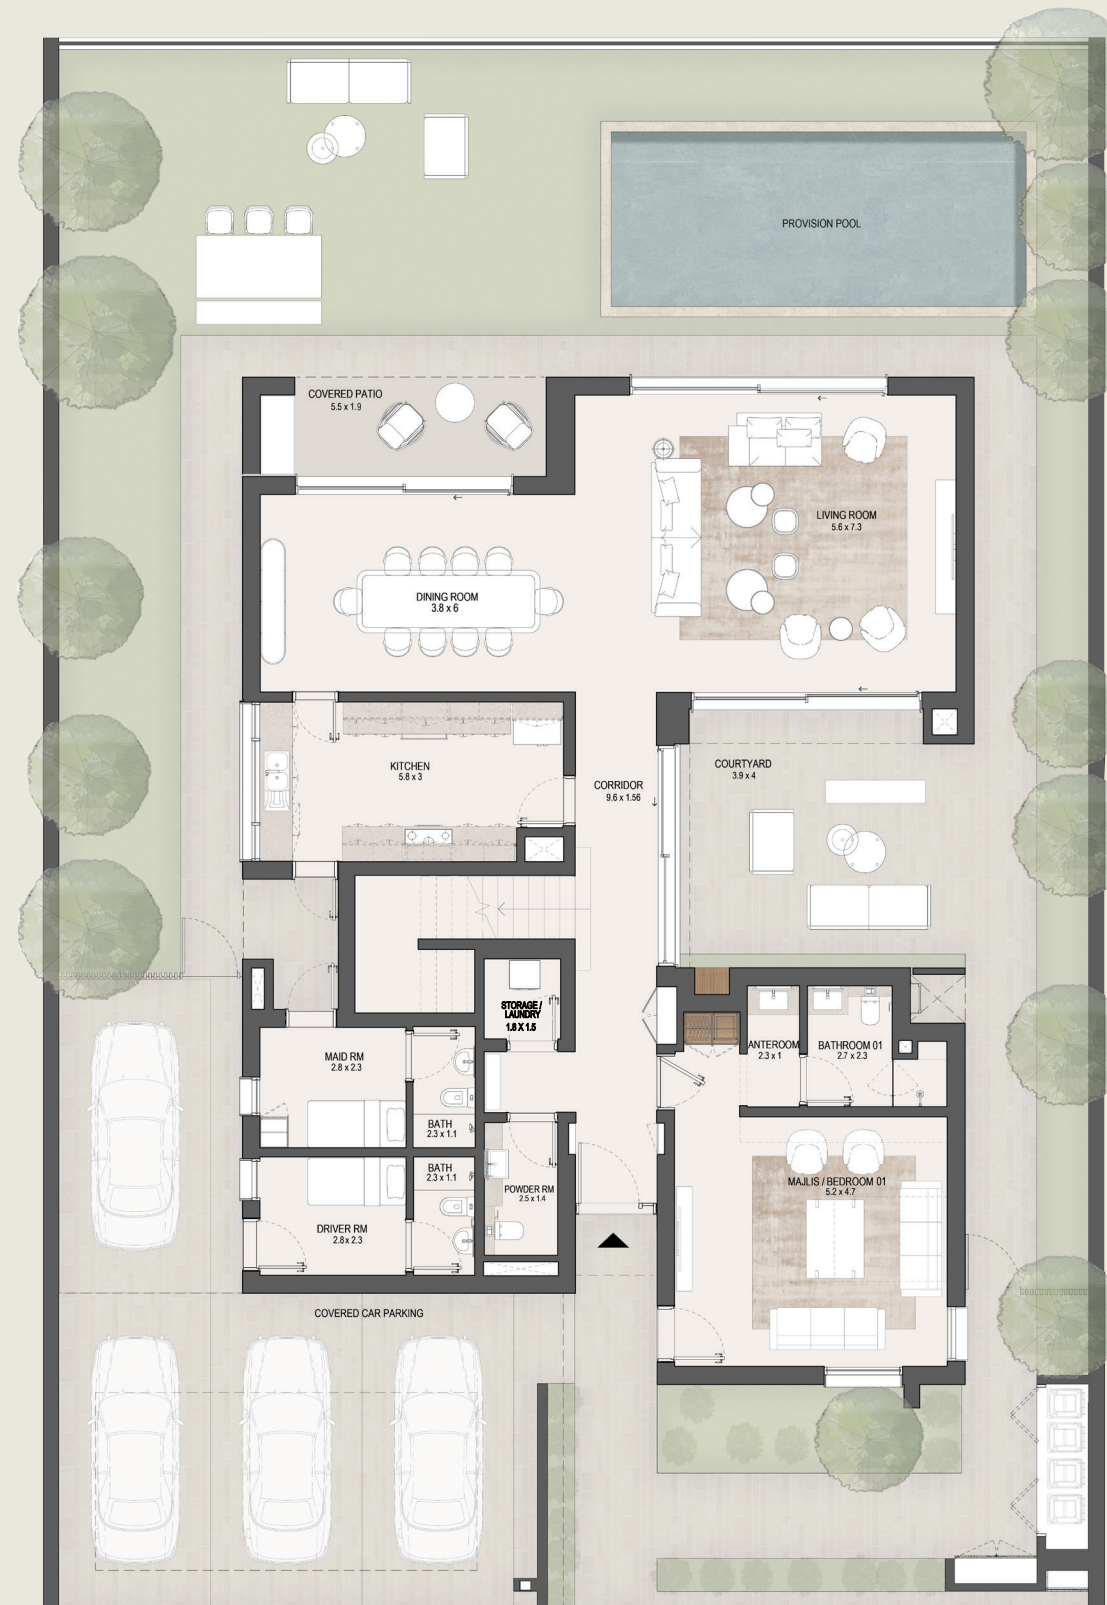 PROVISION POOL
COVERED PATIO
5.5 x 1.9
LIVING ROOM
5.6 x 7.3
DINING ROOM
3.8 x 6
KITCHEN
5.8 x 3
CORRIDOR
9.6 x 1.56
COURTYARD
3.9 x 4
STORAGE /
LAUNDRY
1.8 X 1.5
MAID RM
2.8 x 2.3
ANTEROOM
2.3 x 1
BATHROOM 01
2.7 x 2.3
BATH
2.3 x 1.1
BATH
2.3 x 1.1
POWDER RM
2.5 x 1.4
MAJLIS / BEDROOM 01
5.2 x 4.7
DRIVER RM
2.8 x 2.3
COVERED CAR PARKING